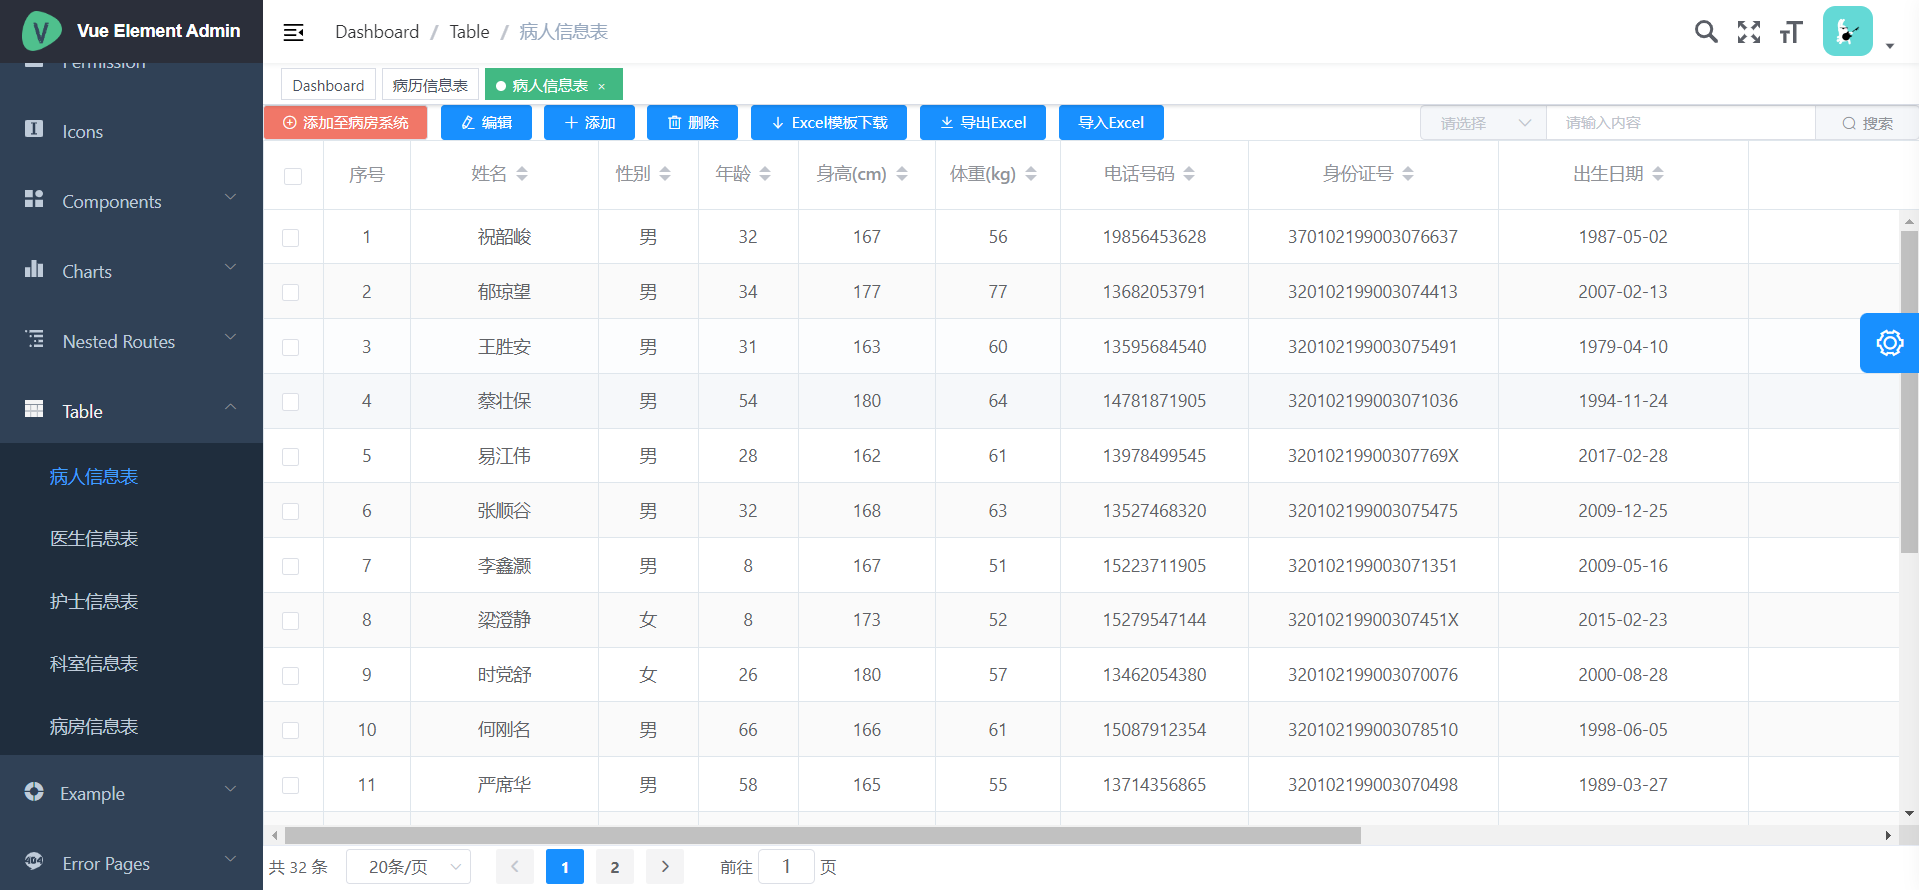 Vue Element Admin
Permission
Icons
Components
Charts
Nested Routes
Table
病人信息表
医生信息表
护士信息表
科室信息表
病房信息表
Example
404 Error Pages
Dashboard / Table / 病人信息表
Dashboard 病历信息表 病人信息表 ×
添加至病房系统 编辑 添加 删除 Excel模板下载 导出Excel 导入Excel 请选择 请输入内容 搜索
序号 姓名 性别 年龄 身高(cm) 体重(kg) 电话号码 身份证号 出生日期
1 祝韶峻 男 32 167 56 19856453628 370102199003076637 1987-05-02
2 郁琼望 男 34 177 77 13682053791 320102199003074413 2007-02-13
3 王胜安 男 31 163 60 13595684540 320102199003075491 1979-04-10
4 蔡壮保 男 54 180 64 14781871905 320102199003071036 1994-11-24
5 易江伟 男 28 162 61 13978499545 32010219900307769X 2017-02-28
6 张顺谷 男 32 168 63 13527468320 320102199003075475 2009-12-25
7 李鑫灏 男 8 167 51 15223711905 320102199003071351 2009-05-16
8 梁澄静 女 8 173 52 15279547144 32010219900307451X 2015-02-23
9 时党舒 女 26 180 57 13462054380 320102199003070076 2000-08-28
10 何刚名 男 66 166 61 15087912354 320102199003078510 1998-06-05
11 严席华 男 58 165 55 13714356865 320102199003070498 1989-03-27
共 32 条 20条/页 1 2 前往 1 页